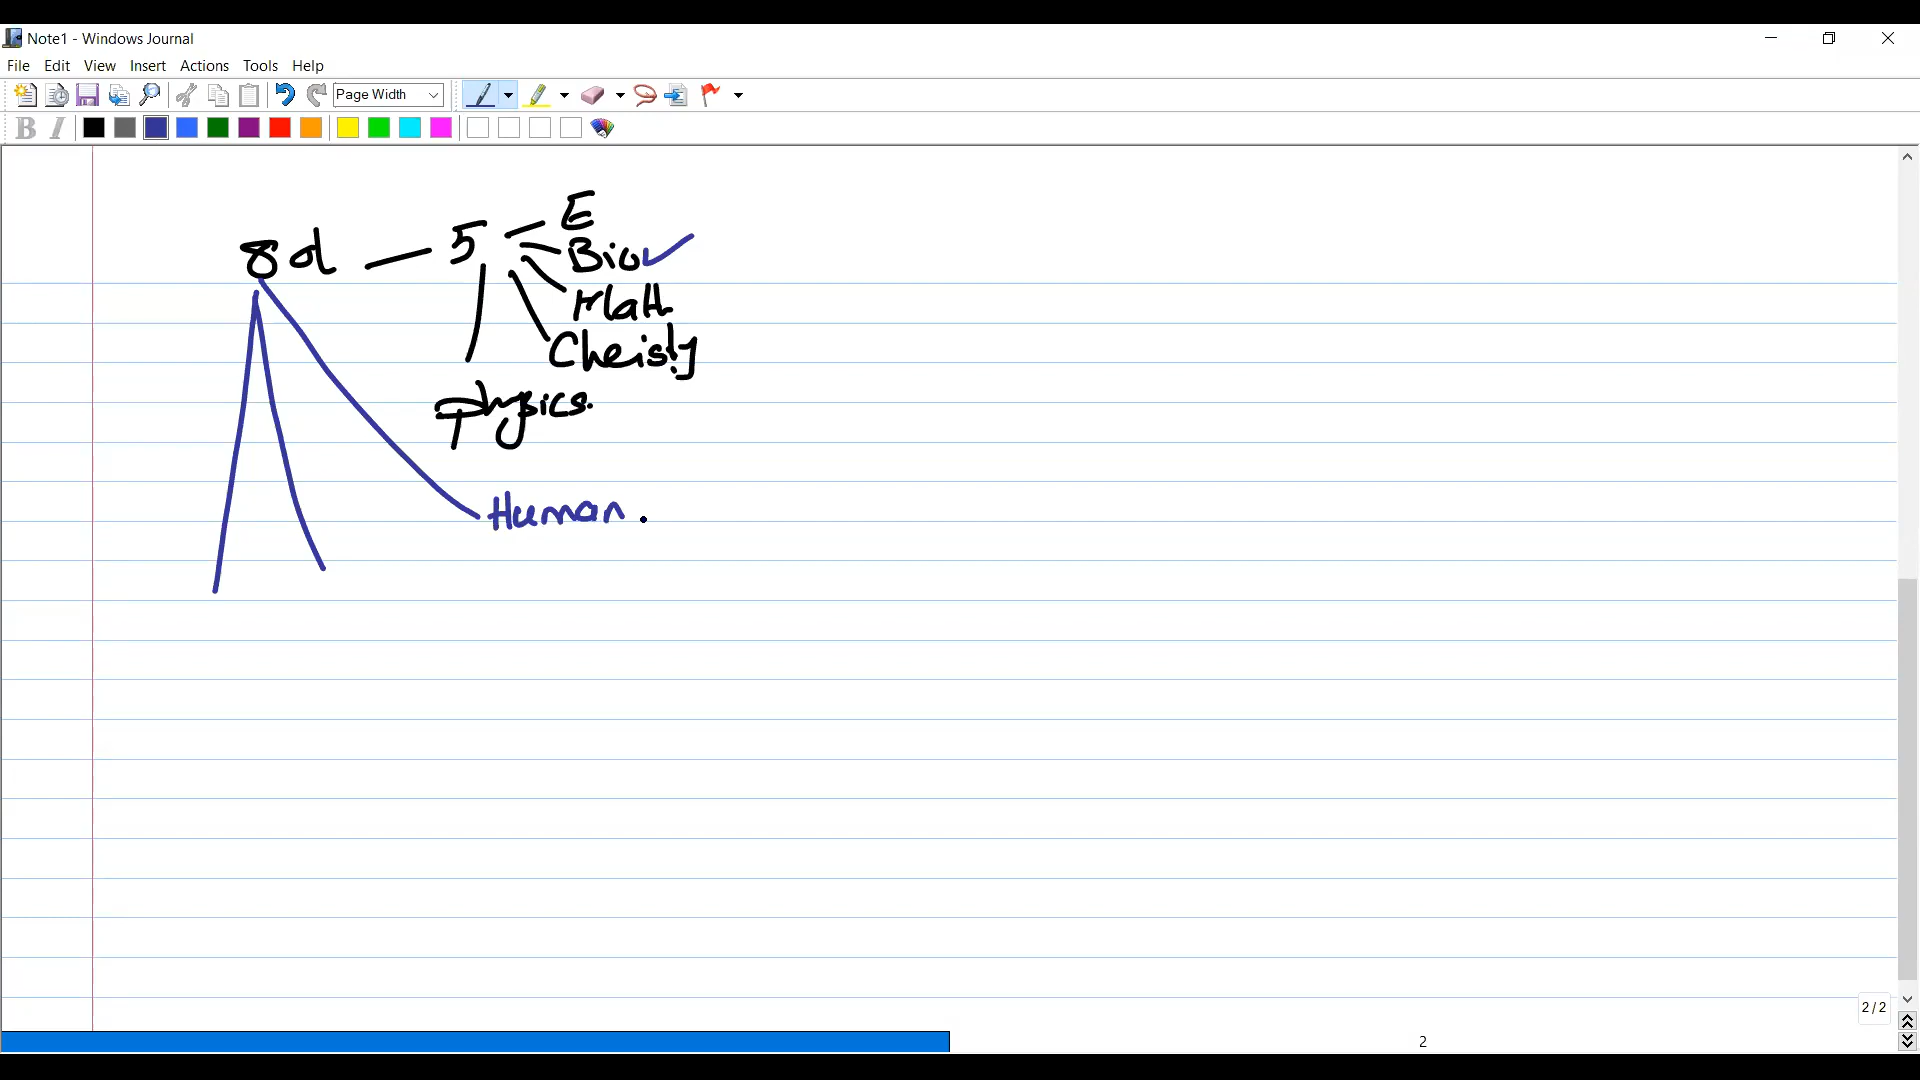 Note1 - Windows Journal
File Edit View Insert Actions Tools Help
Page Width
B I
E
8d — 5
Bio
Math
Cheisty
Physics.
Human
2/2
2